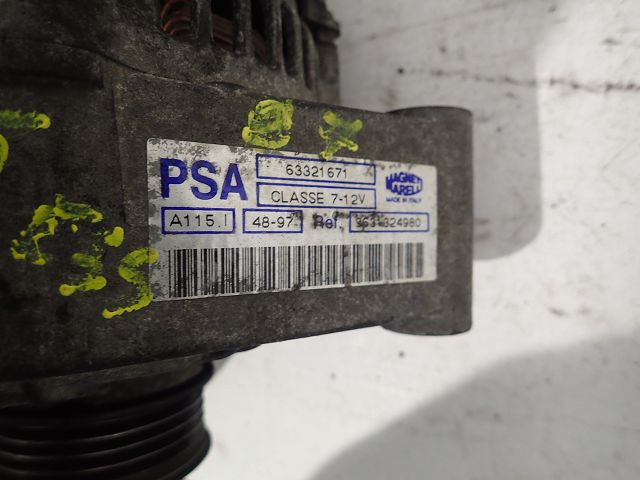 PSA
63321671
CLASSE 7-12V
MAGNETI
MARELLI
MADE IN ITALY
A115.I 48-97 Ref.